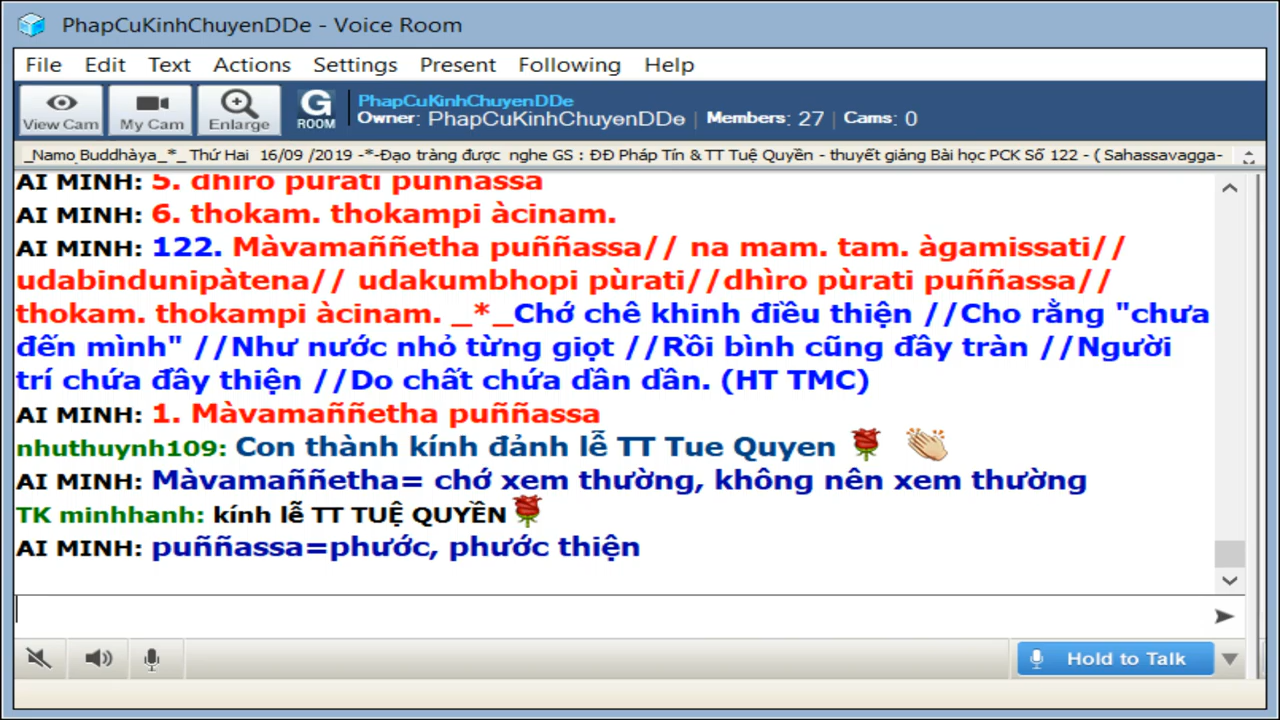 PhapCuKinhChuyenDDe - Voice Room
File Edit Text Actions Settings Present Following Help
View Cam My Cam Enlarge G ROOM
PhapCuKinhChuyenDDe
Owner: PhapCuKinhChuyenDDe | Members: 27 | Cams: 0
_Namo Buddhàya_*_ Thứ Hai 16/09 /2019 -*-Đạo tràng được nghe GS : ĐĐ Pháp Tín & TT Tuệ Quyền - thuyết giảng Bài học PCK Số 122 - ( Sahassavagga-
AI MINH: 5. dhìro pùrati puññassa
AI MINH: 6. thokam. thokampi àcinam.
AI MINH: 122. Màvamaññetha puññassa// na mam. tam. àgamissati//
udabindunipàtena// udakumbhopi pùrati//dhìro pùrati puññassa//
thokam. thokampi àcinam. _*_Chớ chê khinh điều thiện //Cho rằng "chưa
đến mình" //Như nước nhỏ từng giọt //Rồi bình cũng đầy tràn //Người
trí chứa đầy thiện //Do chất chứa dần dần. (HT TMC)
AI MINH: 1. Màvamaññetha puññassa
nhuthuynh109: Con thành kính đảnh lễ TT Tue Quyen
AI MINH: Màvamaññetha= chớ xem thường, không nên xem thường
TK minhhanh: kính lễ TT TUỆ QUYỀN
AI MINH: puññassa=phước, phước thiện
Hold to Talk